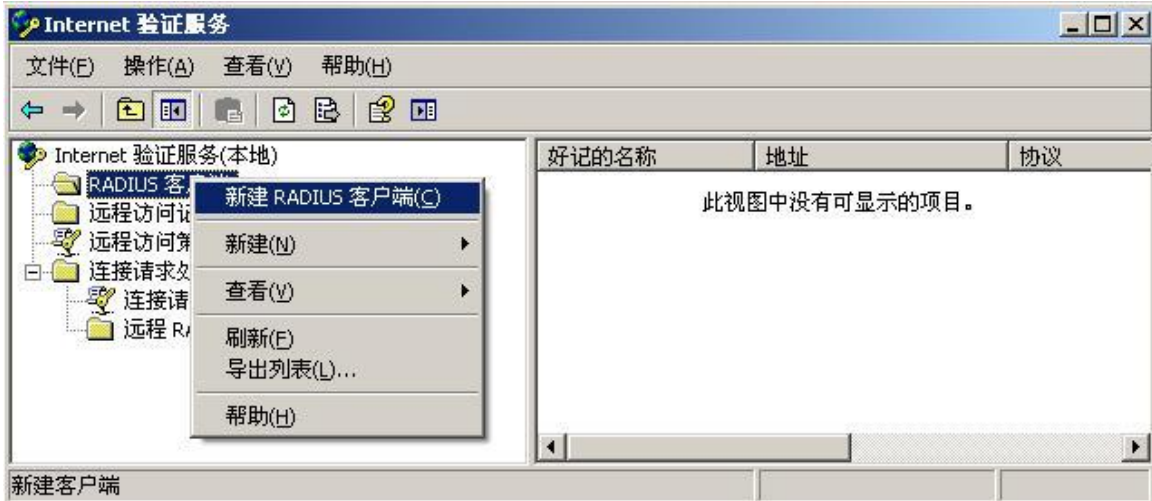 Internet 验证服务
文件(F) 操作(A) 查看(V) 帮助(H)
Internet 验证服务(本地)
RADIUS 客
远程访问记
远程访问策
连接请求处
连接请
远程 RA
新建 RADIUS 客户端(C)
新建(N)
查看(V)
刷新(F)
导出列表(L)...
帮助(H)
好记的名称 地址 协议
此视图中没有可显示的项目。
新建客户端